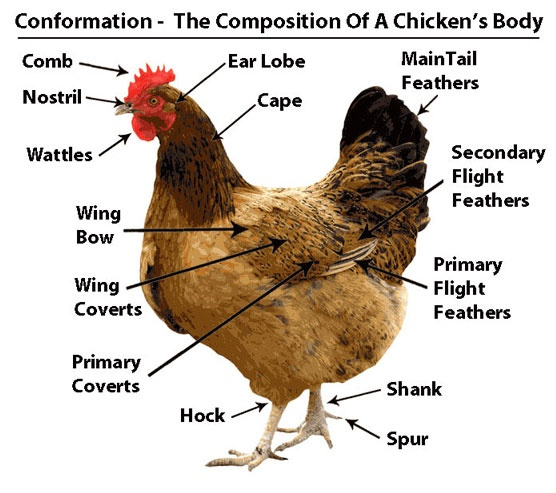 Conformation - The Composition Of A Chicken's Body
Comb
Ear Lobe
MainTail
Feathers
Nostril
Cape
Wattles
Secondary
Flight
Feathers
Wing
Bow
Wing
Coverts
Primary
Flight
Feathers
Primary
Coverts
Hock
Shank
Spur